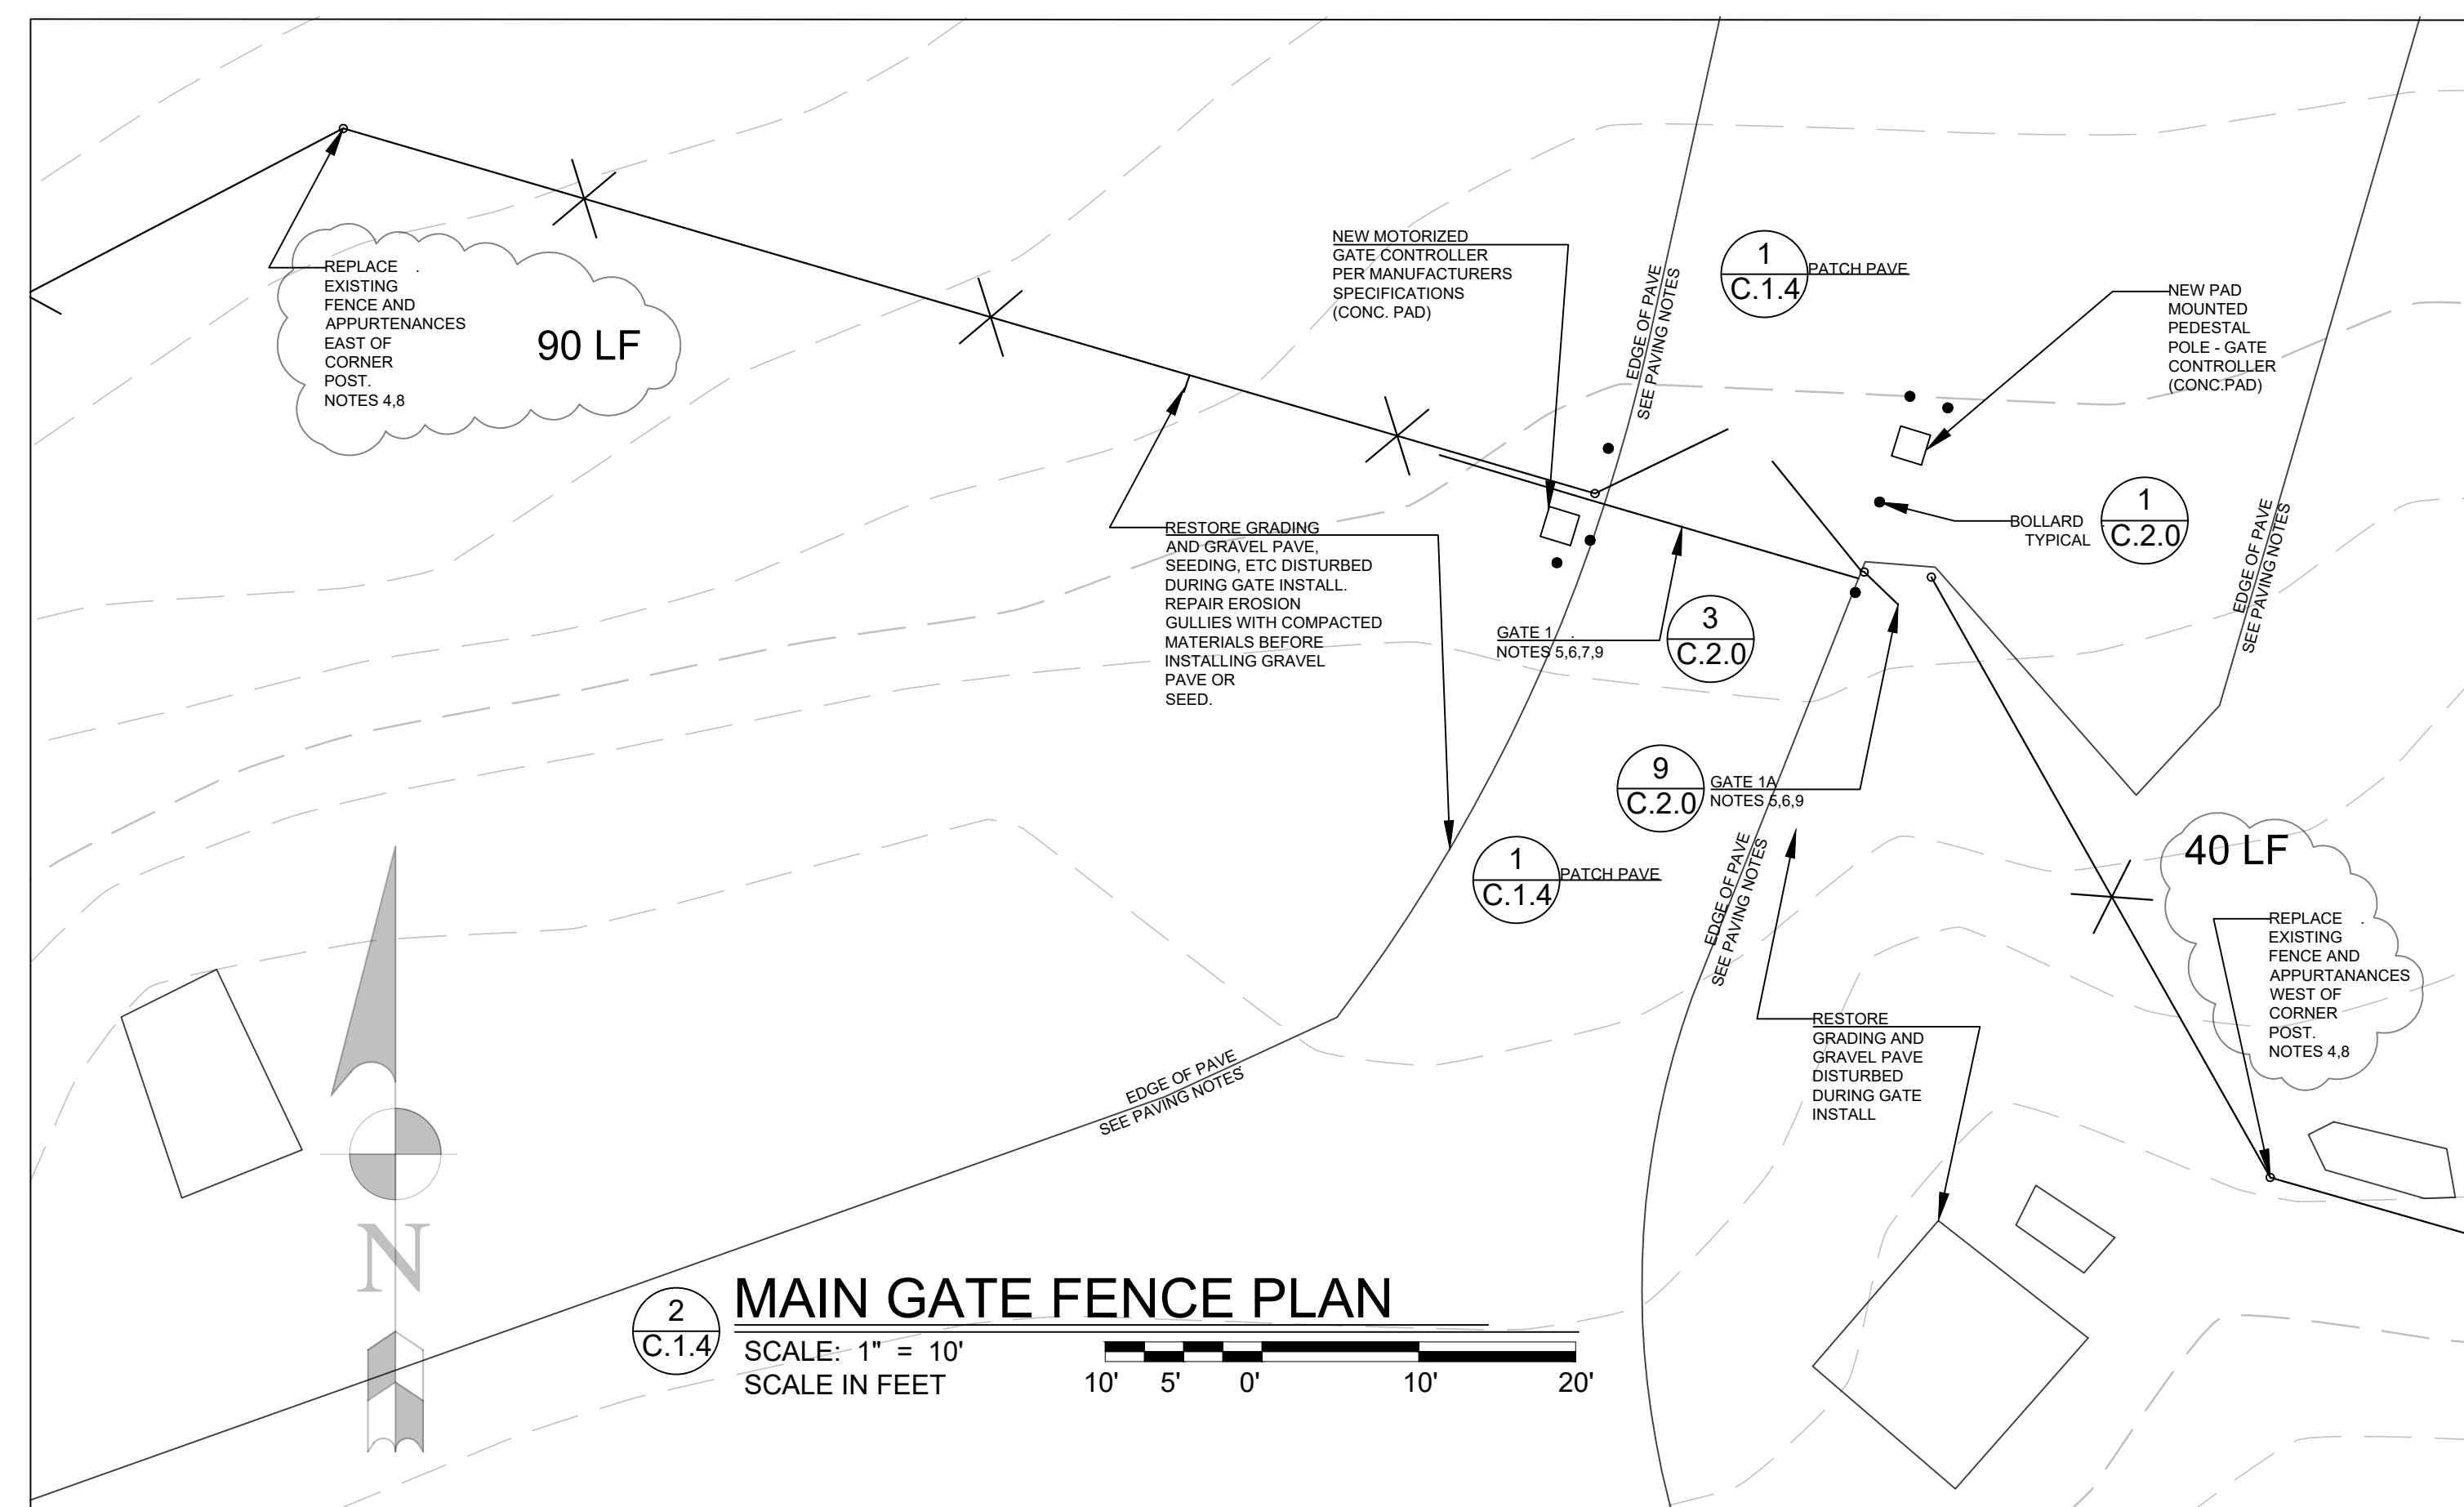 REPLACE .
EXISTING
FENCE AND
APPURTENANCES
EAST OF
CORNER
POST.
NOTES 4,8
90 LF
NEW MOTORIZED
GATE CONTROLLER
PER MANUFACTURERS
SPECIFICATIONS
(CONC. PAD)
EDGE OF PAVE
SEE PAVING NOTES
1
C.1.4
PATCH PAVE
NEW PAD
MOUNTED
PEDESTAL
POLE - GATE
CONTROLLER
(CONC.PAD)
BOLLARD
TYPICAL
1
C.2.0
EDGE OF PAVE
SEE PAVING NOTES
RESTORE GRADING
AND GRAVEL PAVE,
SEEDING, ETC DISTURBED
DURING GATE INSTALL.
REPAIR EROSION
GULLIES WITH COMPACTED
MATERIALS BEFORE
INSTALLING GRAVEL
PAVE OR
SEED.
GATE 1 .
NOTES 5,6,7,9
3
C.2.0
9
C.2.0
GATE 1A
NOTES 5,6,9
1
C.1.4
PATCH PAVE
EDGE OF PAVE
SEE PAVING NOTES
40 LF
REPLACE .
EXISTING
FENCE AND
APPURTANANCES
WEST OF
CORNER
POST.
NOTES 4,8
RESTORE
GRADING AND
GRAVEL PAVE
DISTURBED
DURING GATE
INSTALL
EDGE OF PAVE
SEE PAVING NOTES
N
2
C.1.4
MAIN GATE FENCE PLAN
SCALE: 1" = 10'
SCALE IN FEET
10' 5' 0' 10' 20'